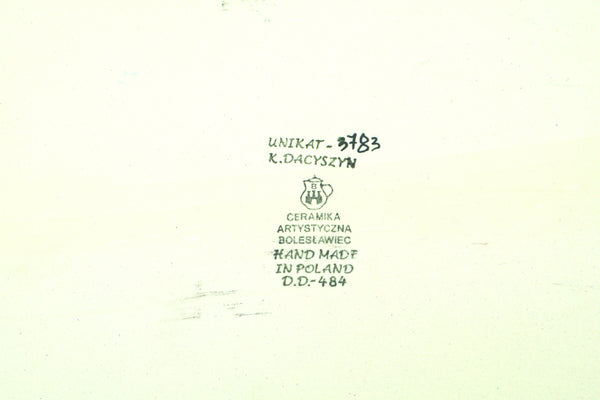 UNIKAT - 3783
K. DACYSZYN
B
CERAMIKA
ARTYSTYCZNA
BOLESŁAWIEC
HAND MADE
IN POLAND
D.D.-484